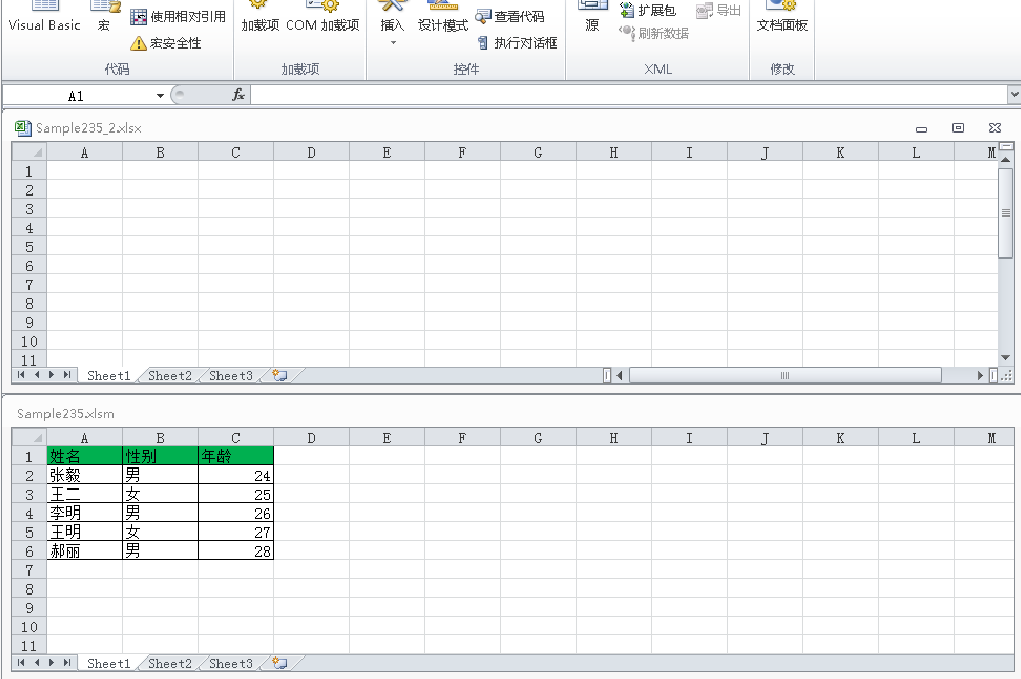 Visual Basic 宏 使用相对引用 加载项 COM 加载项 插入 设计模式 查看代码 源 扩展包 导出 文档面板
宏安全性 执行对话框 刷新数据
代码 加载项 控件 XML 修改
A1 fx
Sample235_2.xlsx
A B C D E F G H I J K L M
1
2
3
4
5
6
7
8
9
10
11
Sheet1 Sheet2 Sheet3
Sample235.xlsm
A B C D E F G H I J K L M
1 姓名 性别 年龄
2 张毅 男 24
3 王二 女 25
4 李明 男 26
5 王明 女 27
6 郝丽 男 28
7
8
9
10
11
Sheet1 Sheet2 Sheet3